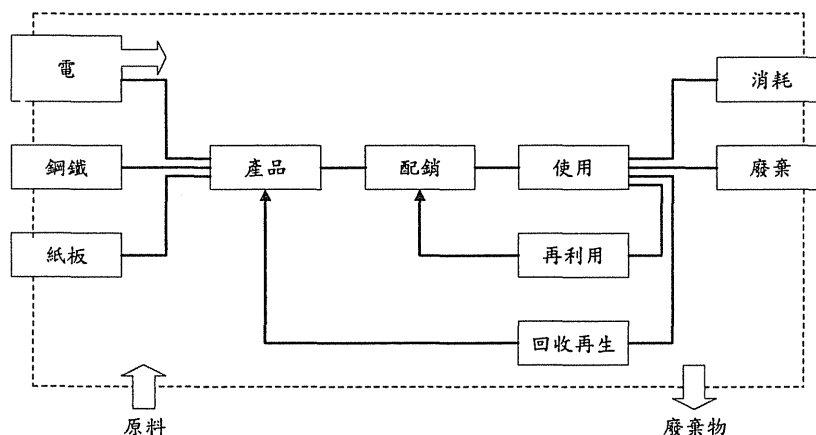 電
消耗
鋼鐵
產品
配銷
使用
廢棄
紙板
再利用
回收再生
原料
廢棄物